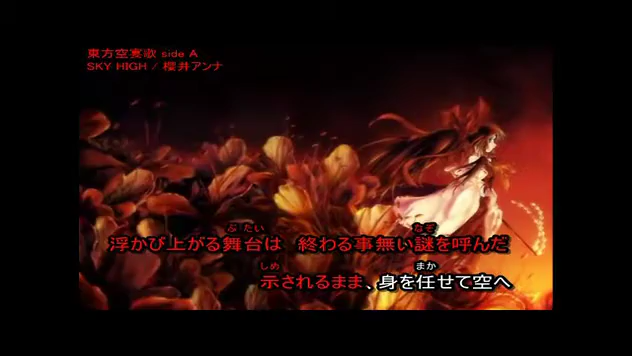 東方空宴歌 side A
SKY HIGH / 櫻井アンナ
ぶたい なぞ
浮かび上がる舞台は 終わる事無い謎を呼んだ
しめ まか
示されるまま、身を任せて空へ